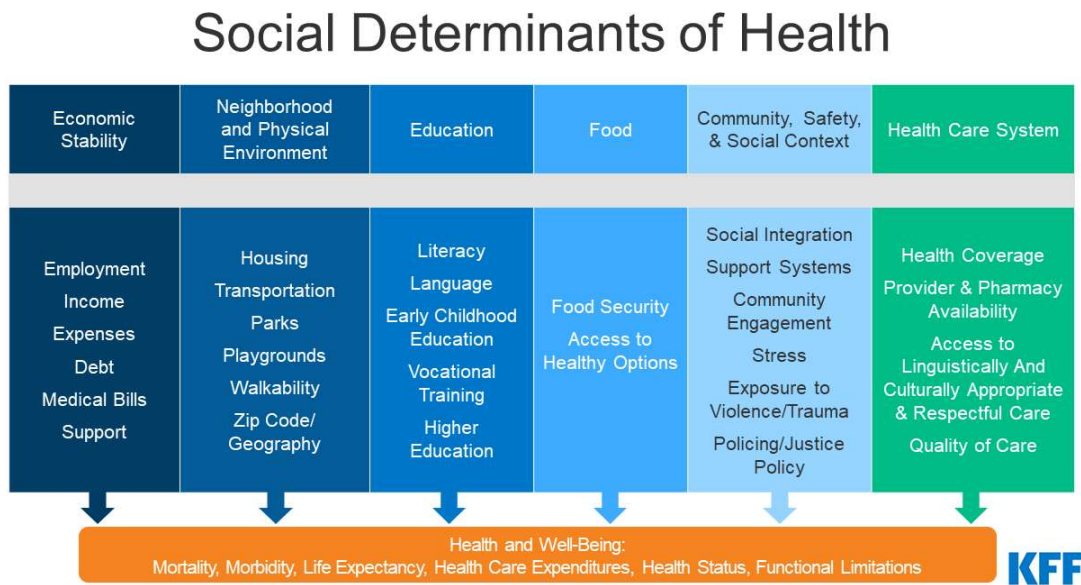 Social Determinants of Health
Economic
Stability
Neighborhood
and Physical
Environment
Education
Food
Community, Safety,
& Social Context
Health Care System
Employment
Income
Expenses
Debt
Medical Bills
Support
Housing
Transportation
Parks
Playgrounds
Walkability
Zip Code/
Geography
Literacy
Language
Early Childhood
Education
Vocational
Training
Higher
Education
Food Security
Access to
Healthy Options
Social Integration
Support Systems
Community
Engagement
Stress
Exposure to
Violence/Trauma
Policing/Justice
Policy
Health Coverage
Provider & Pharmacy
Availability
Access to
Linguistically And
Culturally Appropriate
& Respectful Care
Quality of Care
Health and Well-Being:
Mortality, Morbidity, Life Expectancy, Health Care Expenditures, Health Status, Functional Limitations
KFF